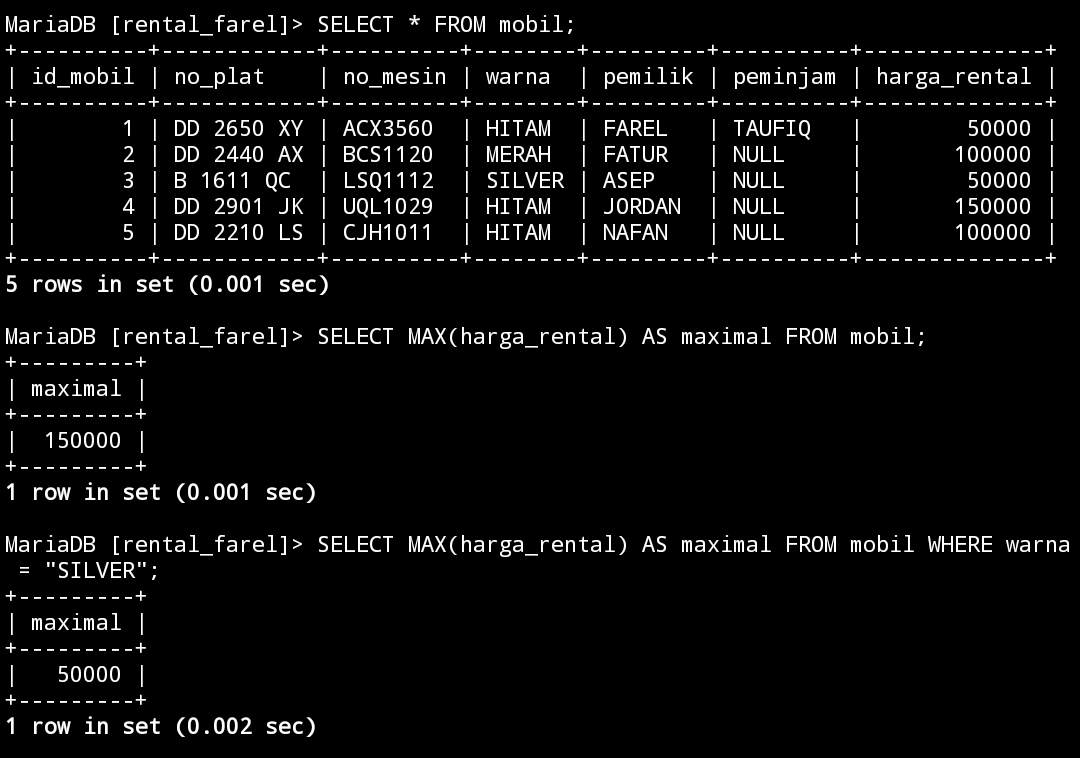 MariaDB [rental_farel]> SELECT * FROM mobil;
+----------+------------+----------+--------+---------+----------+--------------+
| id_mobil | no_plat    | no_mesin | warna  | pemilik | peminjam | harga_rental |
+----------+------------+----------+--------+---------+----------+--------------+
|        1 | DD 2650 XY | ACX3560  | HITAM  | FAREL   | TAUFIQ   |        50000 |
|        2 | DD 2440 AX | BCS1120  | MERAH  | FATUR   | NULL     |       100000 |
|        3 | B 1611 QC  | LSQ1112  | SILVER | ASEP    | NULL     |        50000 |
|        4 | DD 2901 JK | UQL1029  | HITAM  | JORDAN  | NULL     |       150000 |
|        5 | DD 2210 LS | CJH1011  | HITAM  | NAFAN   | NULL     |       100000 |
+----------+------------+----------+--------+---------+----------+--------------+
5 rows in set (0.001 sec)

MariaDB [rental_farel]> SELECT MAX(harga_rental) AS maximal FROM mobil;
+---------+
| maximal |
+---------+
|  150000 |
+---------+
1 row in set (0.001 sec)

MariaDB [rental_farel]> SELECT MAX(harga_rental) AS maximal FROM mobil WHERE warna
 = "SILVER";
+---------+
| maximal |
+---------+
|   50000 |
+---------+
1 row in set (0.002 sec)